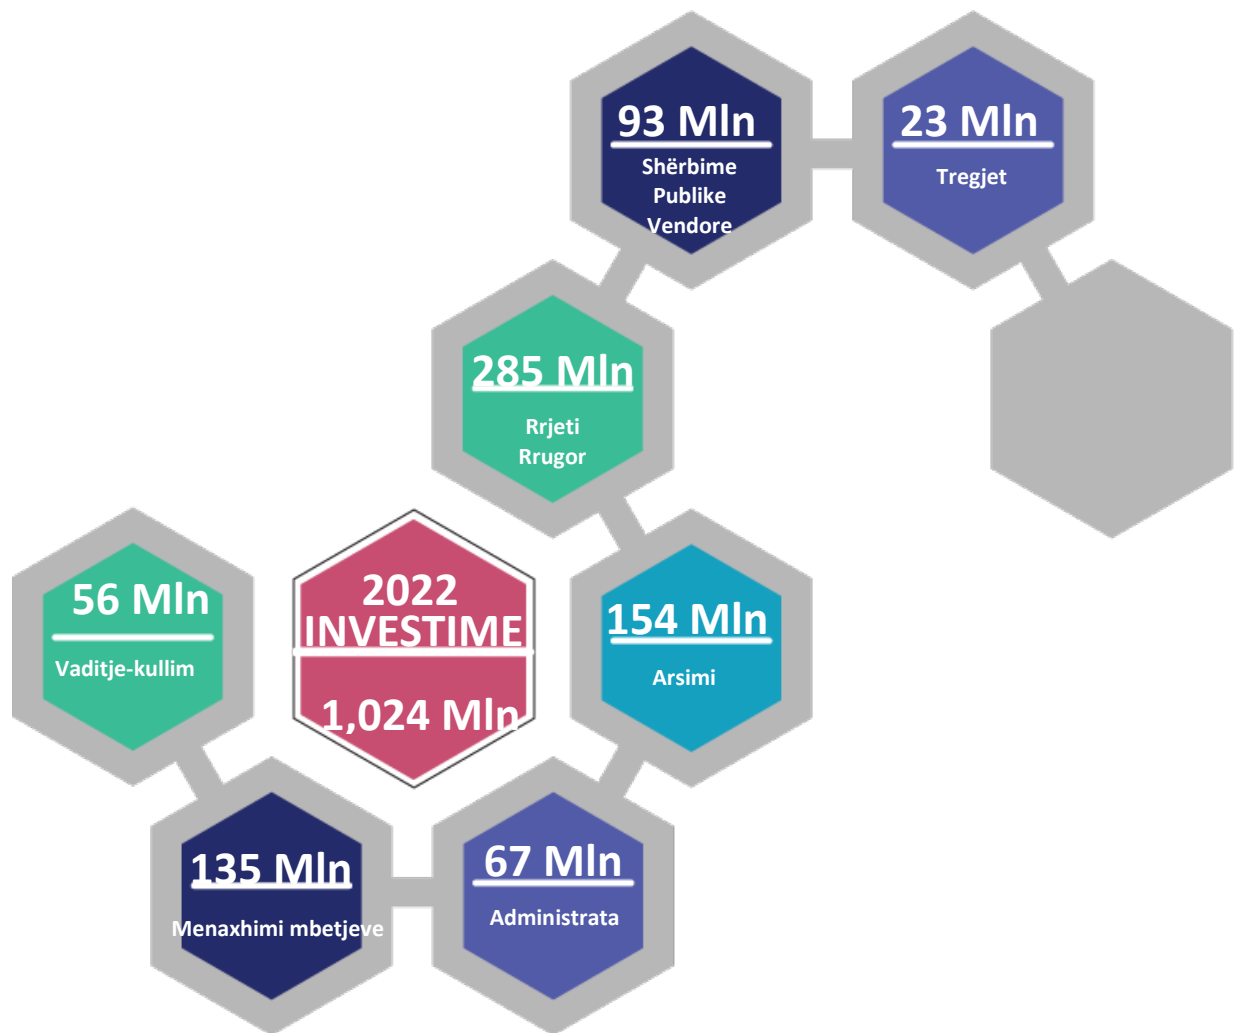 93 Mln
Shërbime
Publike
Vendore
23 Mln
Tregjet
285 Mln
Rrjeti
Rrugor
56 Mln
Vaditje-kullim
2022
INVESTIME
1,024 Mln
154 Mln
Arsimi
135 Mln
Menaxhimi mbetjeve
67 Mln
Administrata